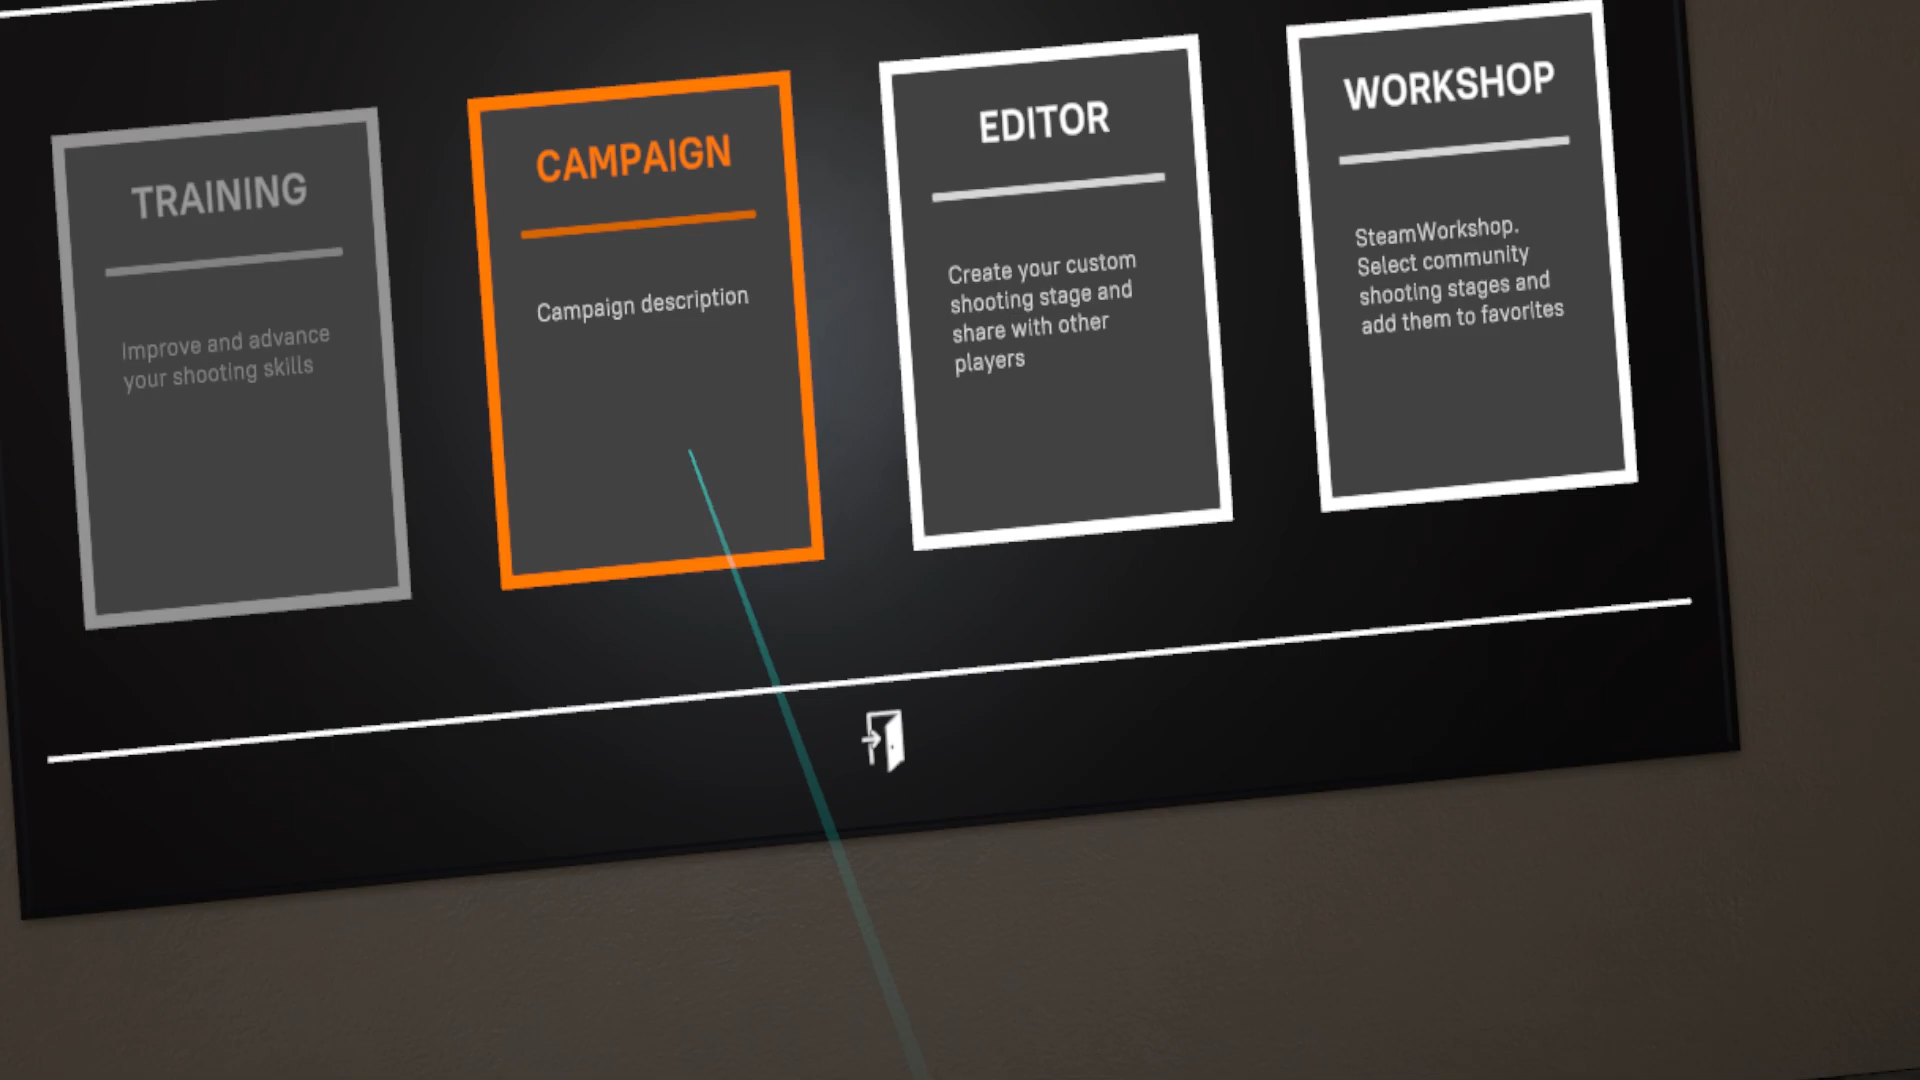 TRAINING
Improve and advance
your shooting skills
CAMPAIGN
Campaign description
EDITOR
Create your custom
shooting stage and
share with other
players
WORKSHOP
SteamWorkshop.
Select community
shooting stages and
add them to favorites